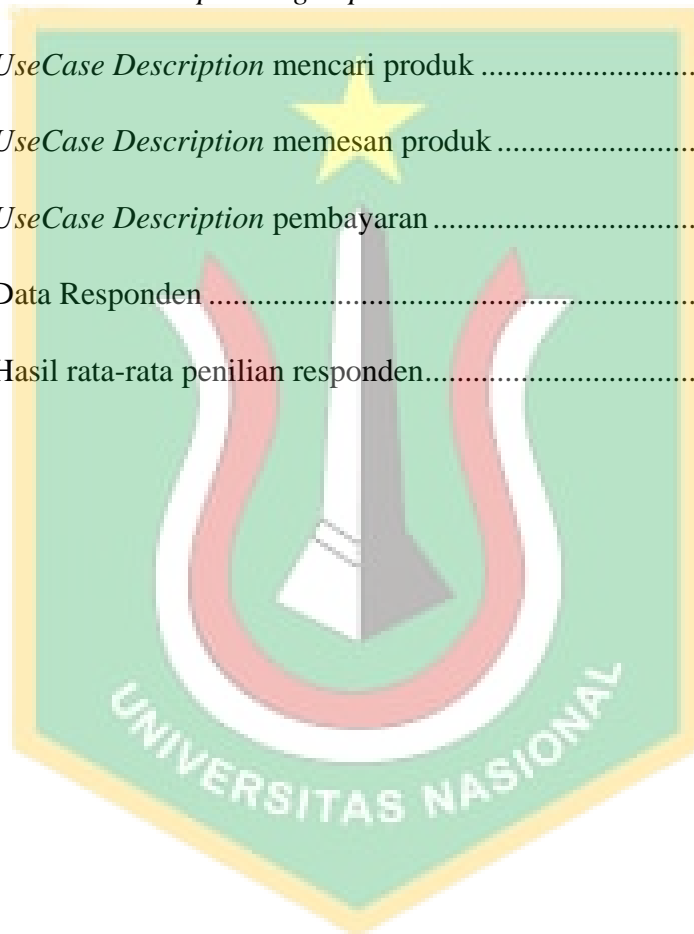 UseCase Description mencari produk ............................
UseCase Description memesan produk ..........................
UseCase Description pembayaran ..................................
Data Responden ...............................................................
Hasil rata-rata penilian responden...................................
UNIVERSITAS NASIONAL